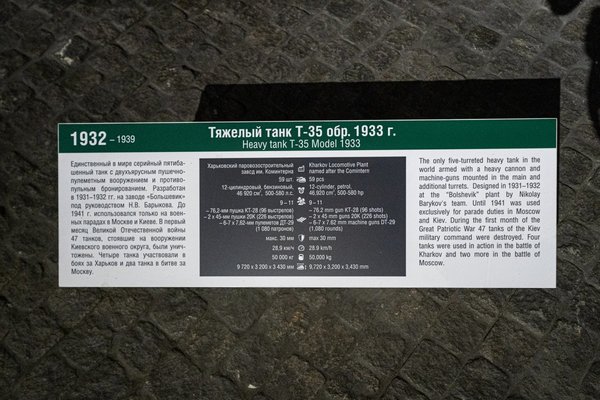 1932 – 1939
Тяжелый танк Т-35 обр. 1933 г.
Heavy tank T-35 Model 1933
Единственный в мире серийный пятиба-
шенный танк с двухъярусным пушечно-
пулеметным вооружением и противо-
пульным бронированием. Разработан
в 1931–1932 гг. на заводе «Большевик»
под руководством Н.В. Барыкова. До
1941 г. использовался только на воен-
ных парадах в Москве и Киеве. В первый
месяц Великой Отечественной войны
47 танков, стоявшие на вооружении
Киевского военного округа, были унич-
тожены. Четыре танка участвовали в
боях за Харьков и два танка в битве за
Москву.
Харьковский паровозостроительный
завод им. Коминтерна
59 шт.
12-цилиндровый, бензиновый,
46 920 см³, 500-580 л.с.
9 – 11
– 76,2-мм пушка КТ-28 (96 выстрелов)
– 2 х 45-мм пушки 20К (226 выстрелов)
– 6-7 х 7,62-мм пулеметов ДТ-29
(1 080 патронов)
макс. 30 мм
28,9 км/ч
50 000 кг
9 720 х 3 200 х 3 430 мм
Kharkov Locomotive Plant
named after the Comintern
59 pcs
12-cylinder, petrol,
46,920 cm³, 500-580 hp
9 – 11
– 76.2 mm gun KT-28 (96 shots)
– 2 x 45 mm guns 20K (226 shots)
– 6-7 x 7.62 mm machine guns DT-29
(1,080 rounds)
max 30 mm
28.9 km/h
50,000 kg
9,720 x 3,200 x 3,430 mm
The only five-turreted heavy tank in the
world armed with a heavy cannon and
machine-guns mounted in the main and
additional turrets. Designed in 1931–1932
at the "Bolshevik" plant by Nikolay
Barykov's team. Until 1941 was used
exclusively for parade duties in Moscow
and Kiev. During the first month of the
Great Patriotic War 47 tanks of the Kiev
military command were destroyed. Four
tanks were used in action in the battle of
Kharkov and two more in the battle of
Moscow.